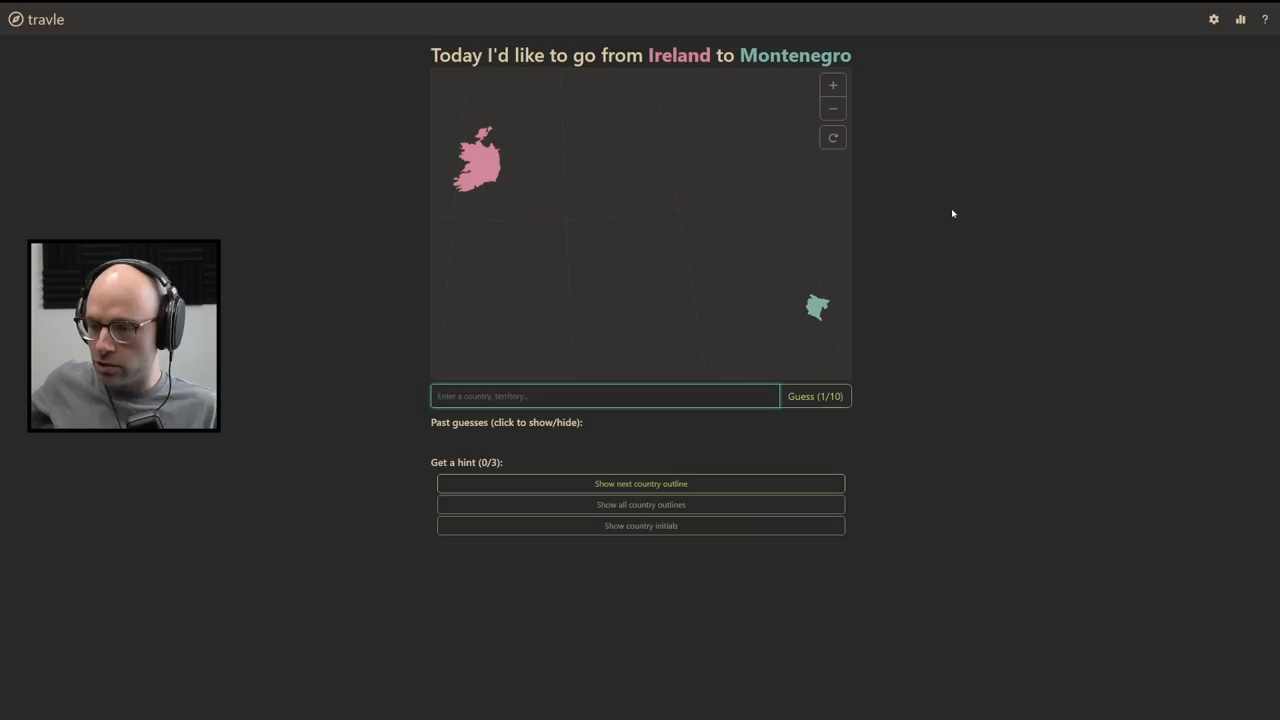 travle
?
Today I'd like to go from Ireland to Montenegro
+
−
Enter a country, territory...
Guess (1/10)
Past guesses (click to show/hide):
Get a hint (0/3):
Show next country outline
Show all country outlines
Show country initials